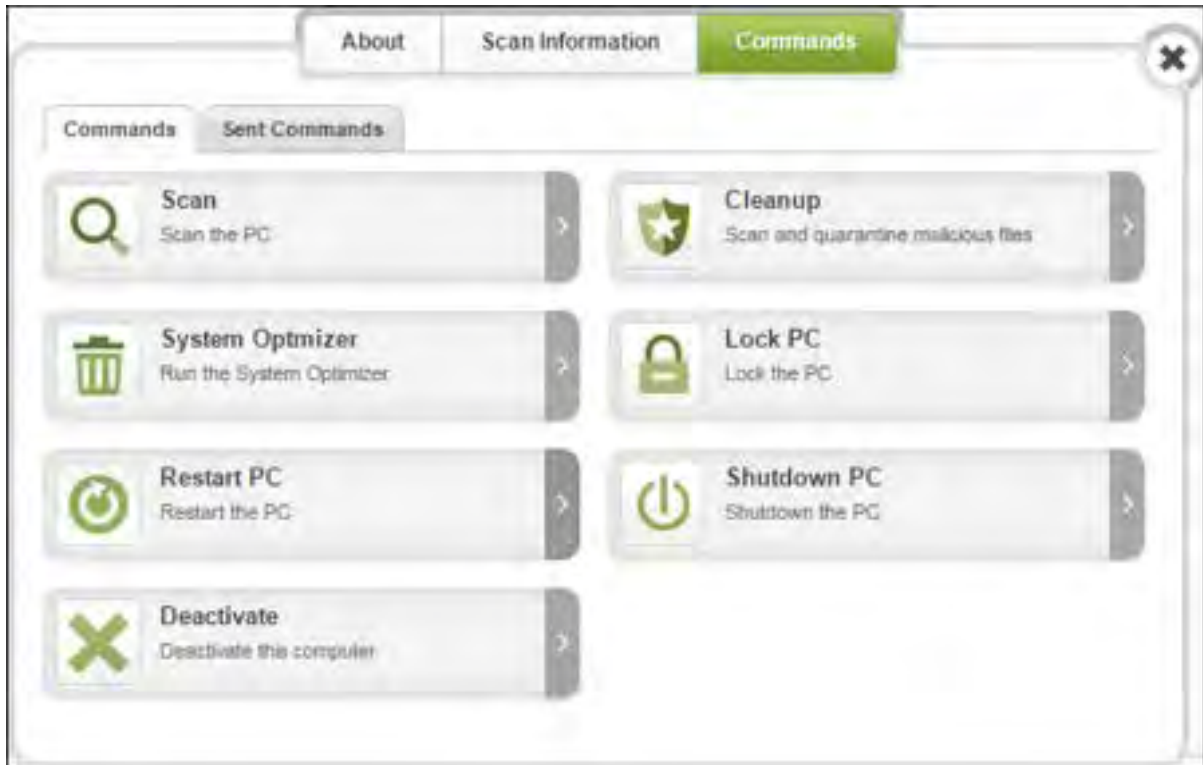 About
Scan Information
Commands
Commands
Sent Commands
Scan
Scan the PC
Cleanup
Scan and quarantine malicious files
System Optmizer
Run the System Optimizer
Lock PC
Lock the PC
Restart PC
Restart the PC
Shutdown PC
Shutdown the PC
Deactivate
Deactivate this computer